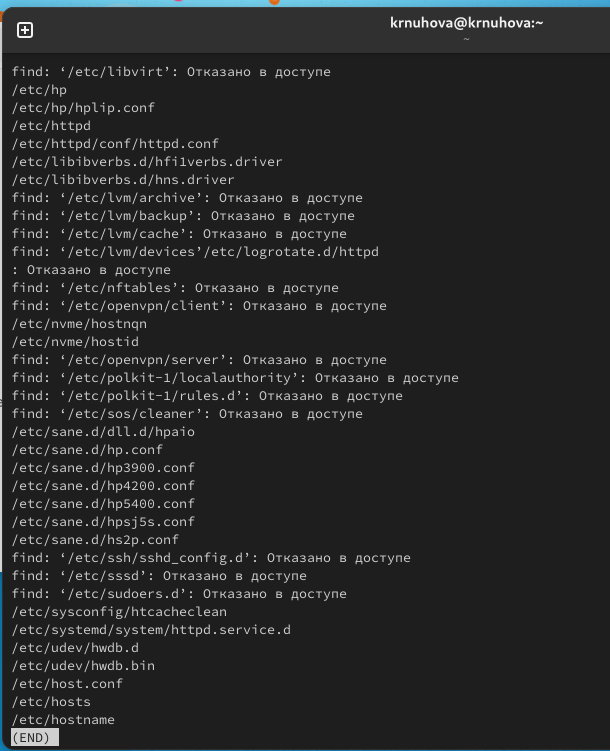 krnuhova@krnuhova:~
~
find: ‘/etc/libvirt’: Отказано в доступе
/etc/hp
/etc/hp/hplip.conf
/etc/httpd
/etc/httpd/conf/httpd.conf
/etc/libibverbs.d/hfi1verbs.driver
/etc/libibverbs.d/hns.driver
find: ‘/etc/lvm/archive’: Отказано в доступе
find: ‘/etc/lvm/backup’: Отказано в доступе
find: ‘/etc/lvm/cache’: Отказано в доступе
find: ‘/etc/lvm/devices’/etc/logrotate.d/httpd
: Отказано в доступе
find: ‘/etc/nftables’: Отказано в доступе
find: ‘/etc/openvpn/client’: Отказано в доступе
/etc/nvme/hostnqn
/etc/nvme/hostid
find: ‘/etc/openvpn/server’: Отказано в доступе
find: ‘/etc/polkit-1/localauthority’: Отказано в доступе
find: ‘/etc/polkit-1/rules.d’: Отказано в доступе
find: ‘/etc/sos/cleaner’: Отказано в доступе
/etc/sane.d/dll.d/hpaio
/etc/sane.d/hp.conf
/etc/sane.d/hp3900.conf
/etc/sane.d/hp4200.conf
/etc/sane.d/hp5400.conf
/etc/sane.d/hpsj5s.conf
/etc/sane.d/hs2p.conf
find: ‘/etc/ssh/sshd_config.d’: Отказано в доступе
find: ‘/etc/sssd’: Отказано в доступе
find: ‘/etc/sudoers.d’: Отказано в доступе
/etc/sysconfig/htcacheclean
/etc/systemd/system/httpd.service.d
/etc/udev/hwdb.d
/etc/udev/hwdb.bin
/etc/host.conf
/etc/hosts
/etc/hostname
(END)